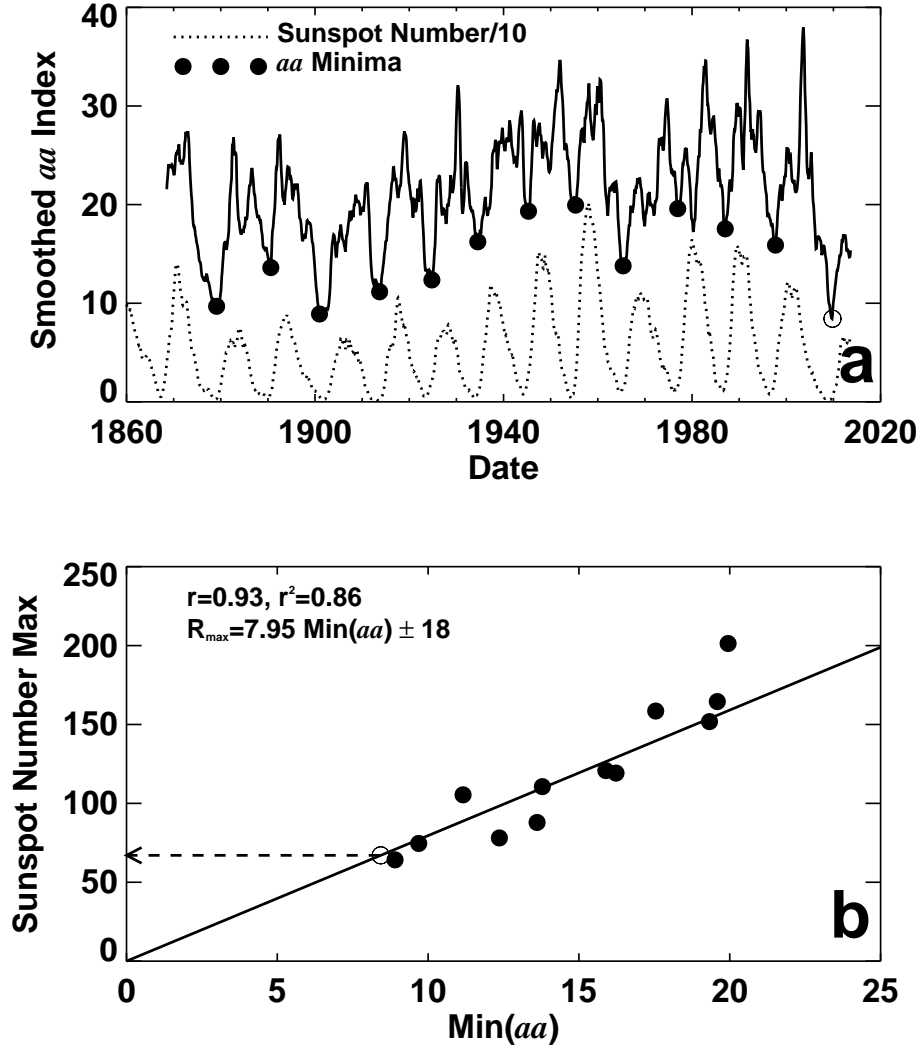 40
30
20
10
0
Smoothed aa Index
Sunspot Number/10
aa Minima
a
1860 1900 1940 1980 2020
Date
250
200
150
100
50
0
Sunspot Number Max
r=0.93, r²=0.86
Rmax=7.95 Min(aa) ± 18
b
0 5 10 15 20 25
Min(aa)